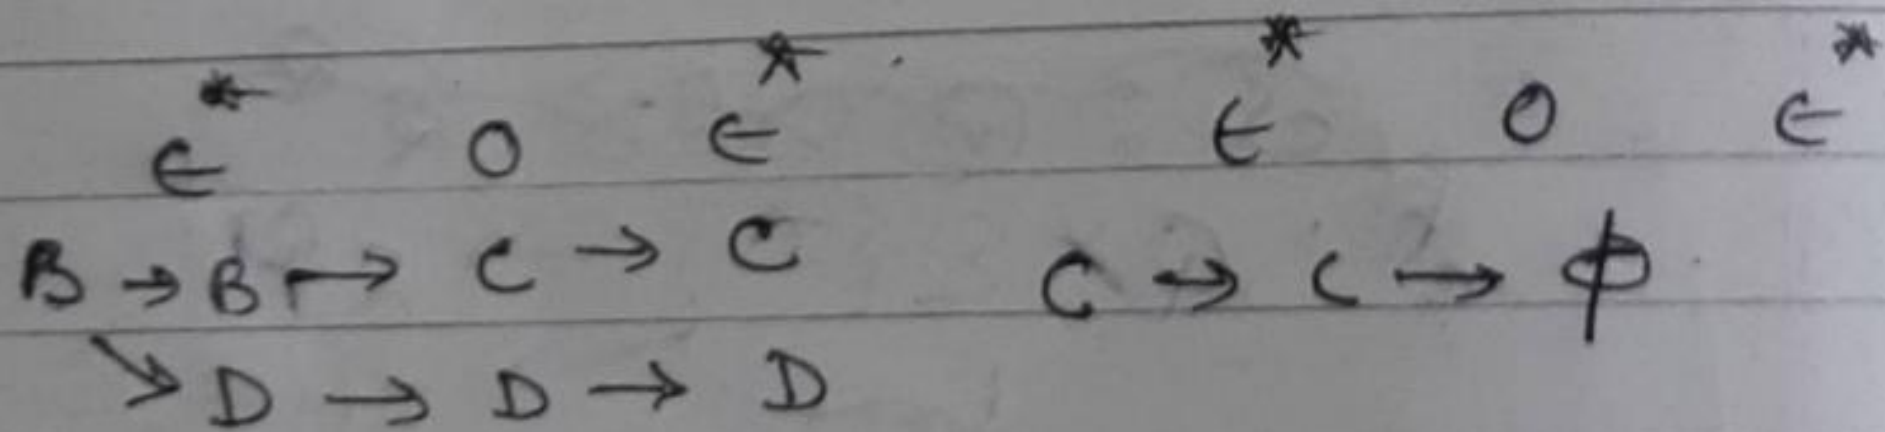 ∈* 0 ∈* ∈* 0 ∈*
B → B → C → C C → C → ϕ
↘ D → D → D